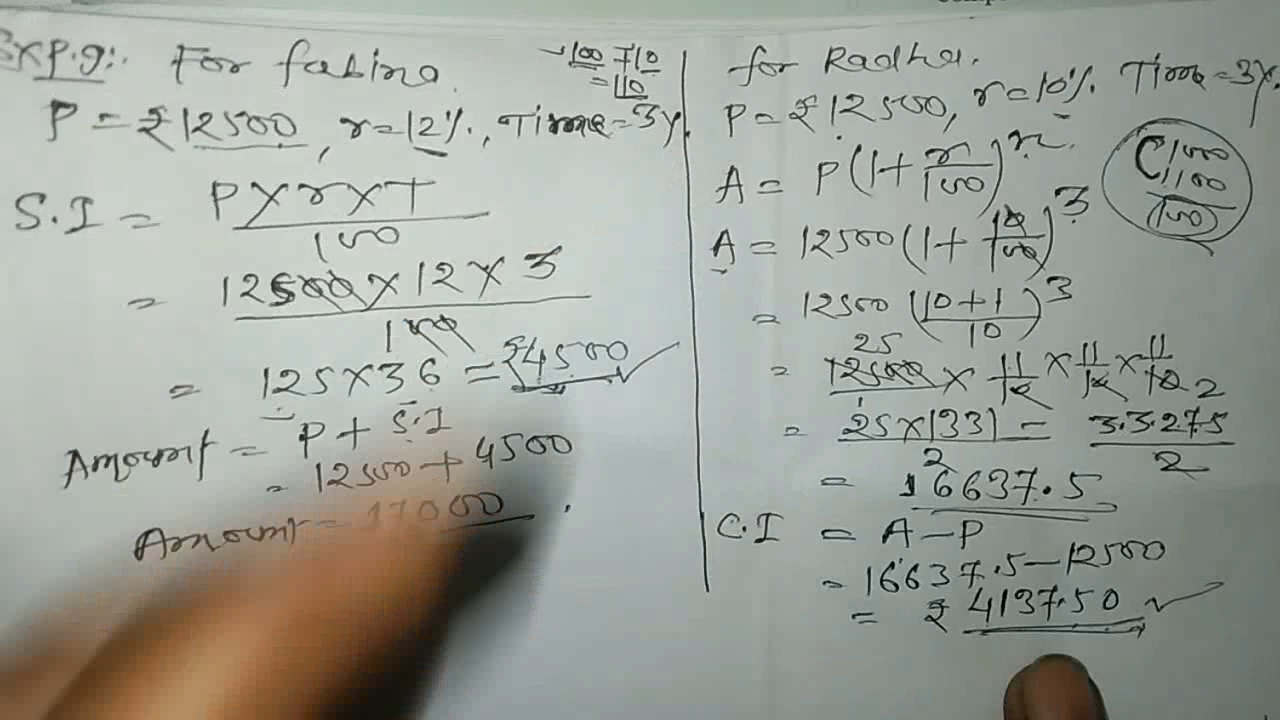 Exp.9:. For fabina.
P = ₹12500, r=12%, Time=3y.
S.I = P×r×T/100
= 12500×12×3/100
= 125×36 = ₹4500 ✓
Amount = P + S.I
= 12500 + 4500
Amount = 17000
100+10
=110
for Radha.
P = ₹12500, r=10%. Time=3y.
A = P(1+r/100)^n
A = 12500(1+10/100)^3
= 12500(10+1/10)^3
25
= 12500 × 11/10 × 11/10 × 11/10 2
= 25×1331/2 = 33275/2
= 16637.5
C.I = A-P
= 16637.5-12500
= ₹ 4137.50 ✓